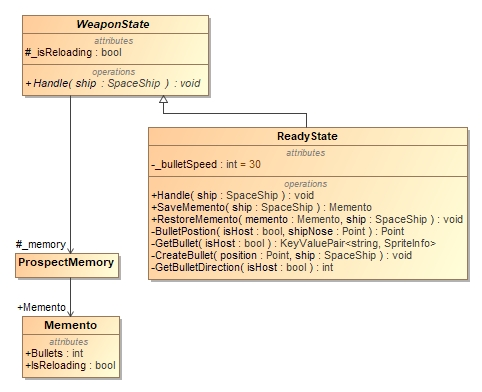 WeaponState
attributes
#_isReloading : bool
operations
+Handle( ship : SpaceShip ) : void
ReadyState
attributes
-_bulletSpeed : int = 30
operations
+Handle( ship : SpaceShip ) : void
+SaveMemento( ship : SpaceShip ) : Memento
+RestoreMemento( memento : Memento, ship : SpaceShip ) : void
-BulletPostion( isHost : bool, shipNose : Point ) : Point
-GetBullet( isHost : bool ) : KeyValuePair<string, SpriteInfo>
-CreateBullet( position : Point, ship : SpaceShip ) : void
-GetBulletDirection( isHost : bool ) : int
#_memory
ProspectMemory
+Memento
Memento
attributes
+Bullets : int
+IsReloading : bool